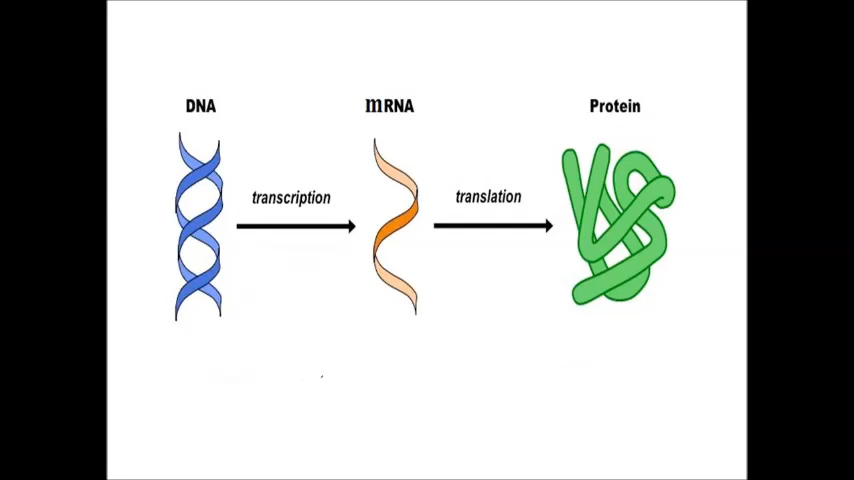 DNA
mRNA
Protein
transcription
translation